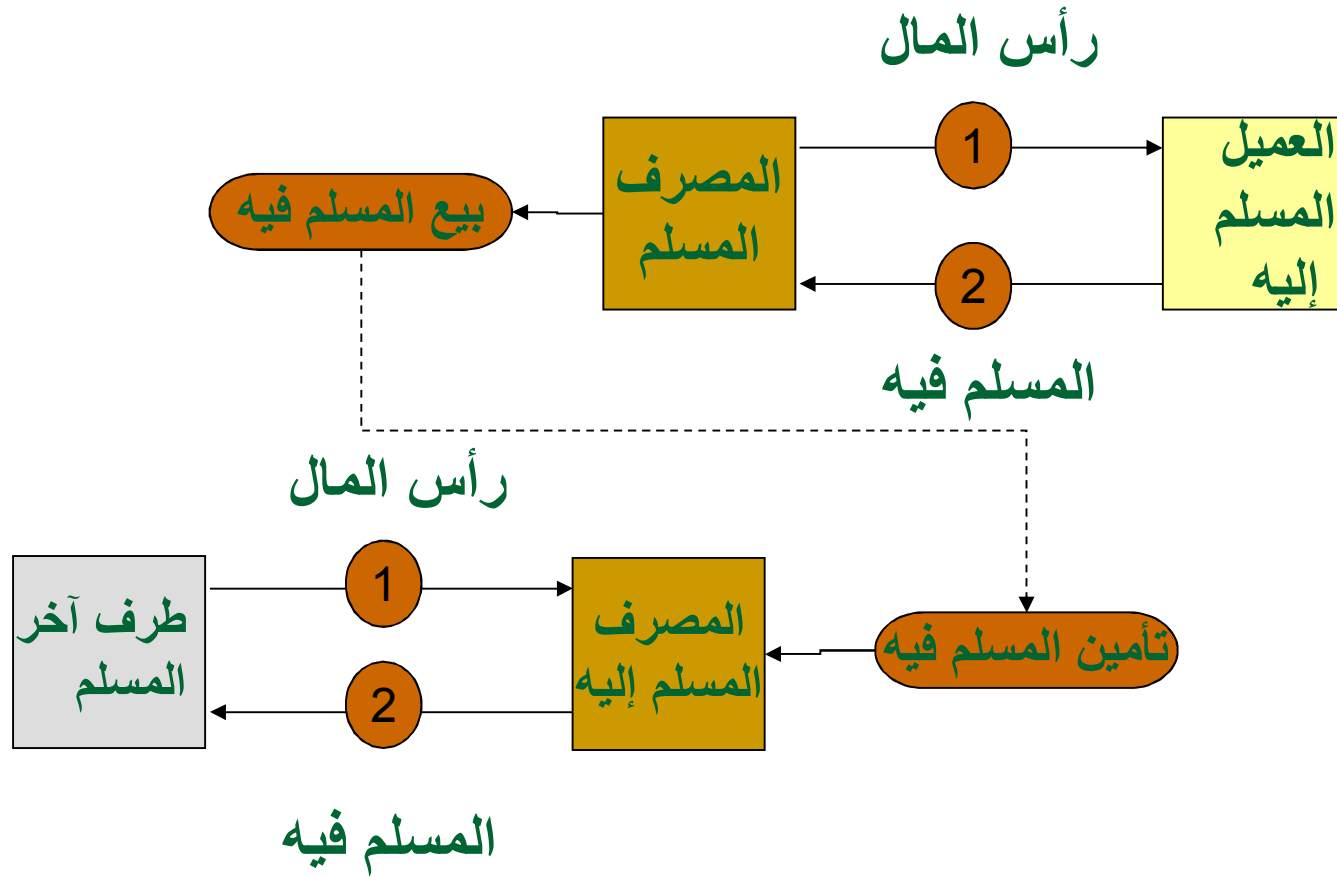 رأس المال
العميل
المسلم
إليه
1
المصرف
المسلم
بيع المسلم فيه
2
المسلم فيه
رأس المال
طرف آخر
المسلم
1
المصرف
المسلم إليه
تأمين المسلم فيه
2
المسلم فيه